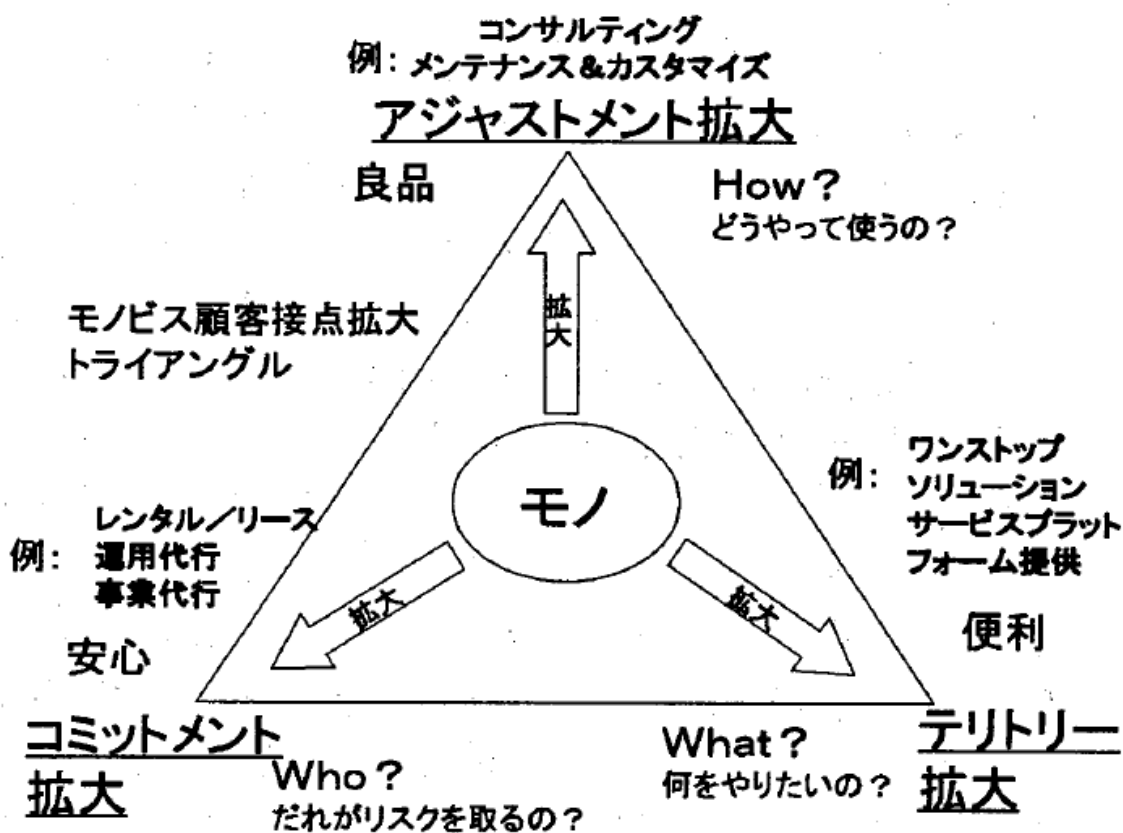 コンサルティング
例： メンテナンス＆カスタマイズ
アジャストメント拡大
良品
How？
どうやって使うの？
拡大
モノビス顧客接点拡大
トライアングル
モノ
例： ワンストップ
ソリューション
サービスプラット
フォーム提供
レンタル／リース
例：運用代行
事業代行
拡大
拡大
安心
便利
コミットメント
拡大
Who？
だれがリスクを取るの？
What？
何をやりたいの？
テリトリー
拡大